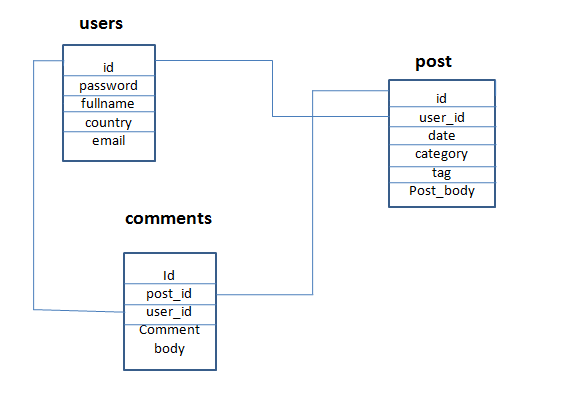 users
id
password
fullname
country
email
post
id
user_id
date
category
tag
Post_body
comments
Id
post_id
user_id
Comment
body